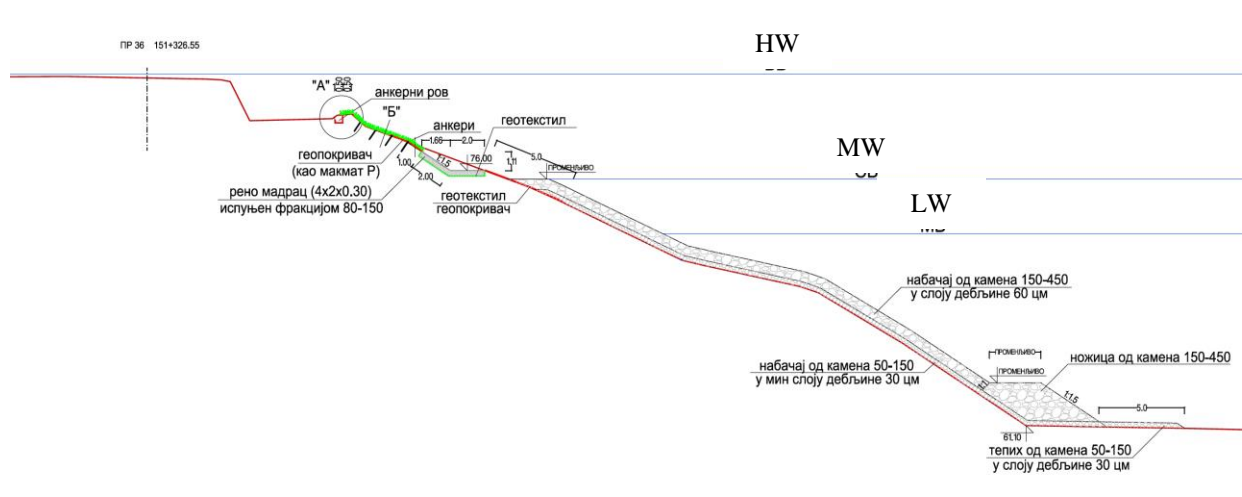 HW
ПР 36 151+326.55
"А"
анкерни ров
"Б"
анкери
геотекстил
1.66
2.0
76.00
1.11
5.0
ПРОМЕНЉИВО
MW
геопокривач
(као макмат Р)
1:1.5
1.00
2.00
рено мадрац (4x2x0,30)
испуњен фракцијом 80-150
геотекстил
геопокривач
LW
набачај од камена 150-450
у слоју дебљине 60 цм
набачај од камена 50-150
у мин слоју дебљине 30 цм
ПРОМЕНЉИВО
ПРОМЕНЉИВО
ножица од камена 150-450
1:1.5
5.0
61.10
тепих од камена 50-150
у слоју дебљине 30 цм